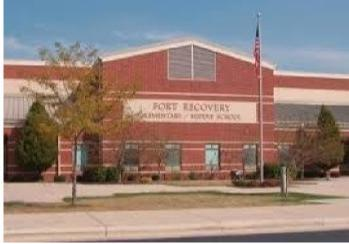 FORT RECOVERY
ELEMENTARY / MIDDLE SCHOOL